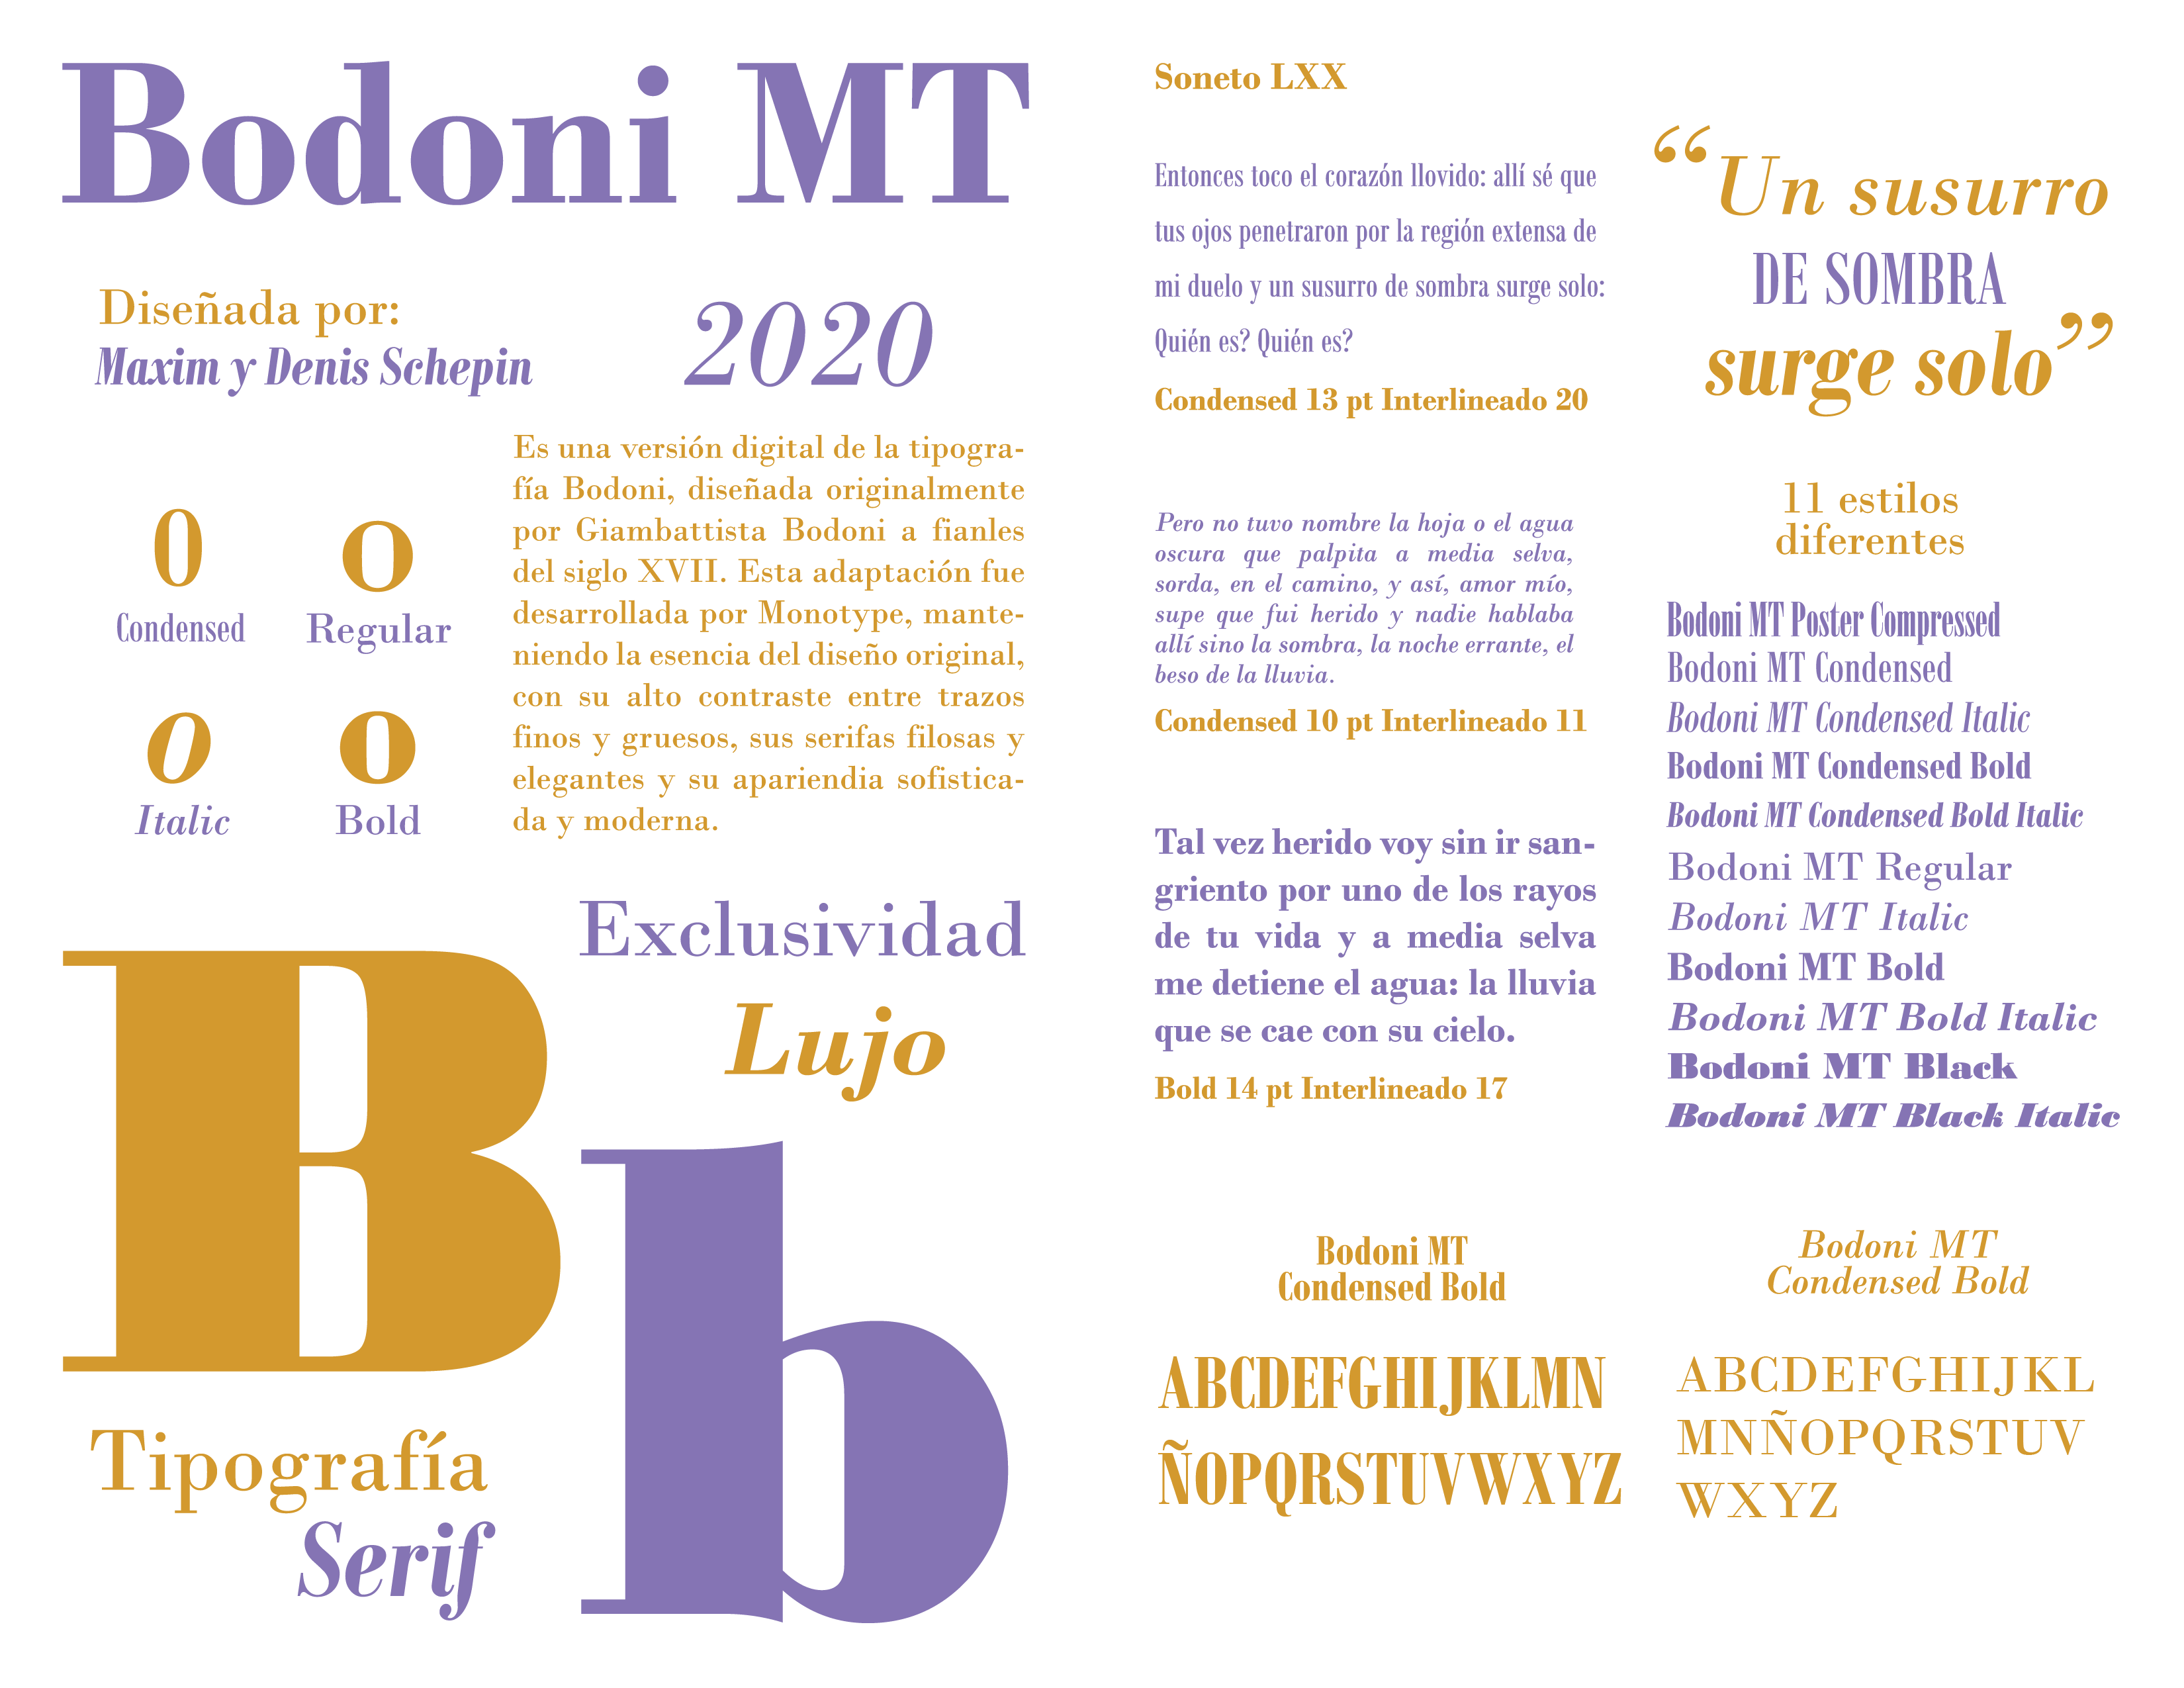 Bodoni MT
Diseñada por:
Maxim y Denis Schepin
2020
O
Condensed
O
Regular
O
Italic
O
Bold
Es una versión digital de la tipogra-
fía Bodoni, diseñada originalmente
por Giambattista Bodoni a fianles
del siglo XVII. Esta adaptación fue
desarrollada por Monotype, mante-
niendo la esencia del diseño original,
con su alto contraste entre trazos
finos y gruesos, sus serifas filosas y
elegantes y su apariendia sofistica-
da y moderna.
Exclusividad
Lujo
B
b
Tipografía
Serif
Soneto LXX
Entonces toco el corazón llovido: allí sé que
tus ojos penetraron por la región extensa de
mi duelo y un susurro de sombra surge solo:
Quién es? Quién es?
Condensed 13 pt Interlineado 20
Pero no tuvo nombre la hoja o el agua
oscura que palpita a media selva,
sorda, en el camino, y así, amor mío,
supe que fui herido y nadie hablaba
allí sino la sombra, la noche errante, el
beso de la lluvia.
Condensed 10 pt Interlineado 11
Tal vez herido voy sin ir san-
griento por uno de los rayos
de tu vida y a media selva
me detiene el agua: la lluvia
que se cae con su cielo.
Bold 14 pt Interlineado 17
“Un susurro
DE SOMBRA
surge solo”
11 estilos
diferentes
Bodoni MT Poster Compressed
Bodoni MT Condensed
Bodoni MT Condensed Italic
Bodoni MT Condensed Bold
Bodoni MT Condensed Bold Italic
Bodoni MT Regular
Bodoni MT Italic
Bodoni MT Bold
Bodoni MT Bold Italic
Bodoni MT Black
Bodoni MT Black Italic
Bodoni MT
Condensed Bold
ABCDEFGHIJKLMN
ÑOPQRSTUVWXYZ
Bodoni MT
Condensed Bold
ABCDEFGHIJKL
MNÑOPQRSTUV
WXYZ